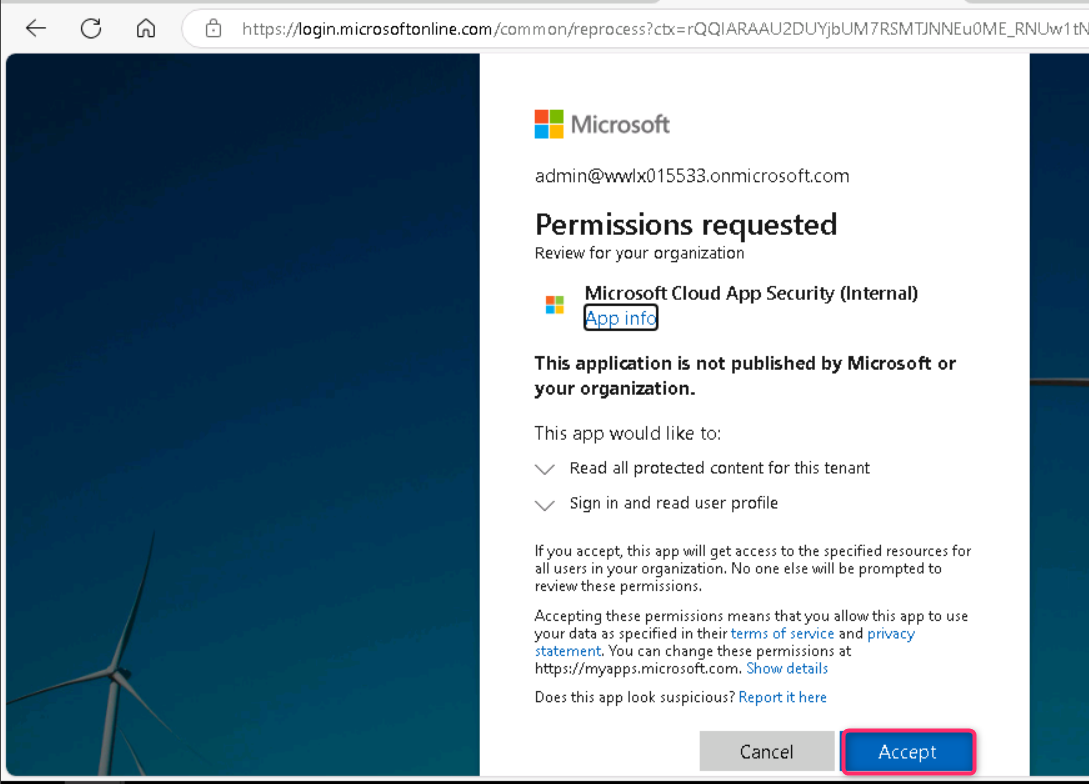 https://login.microsoftonline.com/common/reprocess?ctx=rQQIARAAU2DUYjbUM7RSMTJNNEu0ME_RNUw1tN
Microsoft
admin@wwlx015533.onmicrosoft.com
Permissions requested
Review for your organization
Microsoft Cloud App Security (Internal)
App info
This application is not published by Microsoft or
your organization.
This app would like to:
Read all protected content for this tenant
Sign in and read user profile
If you accept, this app will get access to the specified resources for
all users in your organization. No one else will be prompted to
review these permissions.
Accepting these permissions means that you allow this app to use
your data as specified in their terms of service and privacy
statement. You can change these permissions at
https://myapps.microsoft.com. Show details
Does this app look suspicious? Report it here
Cancel
Accept